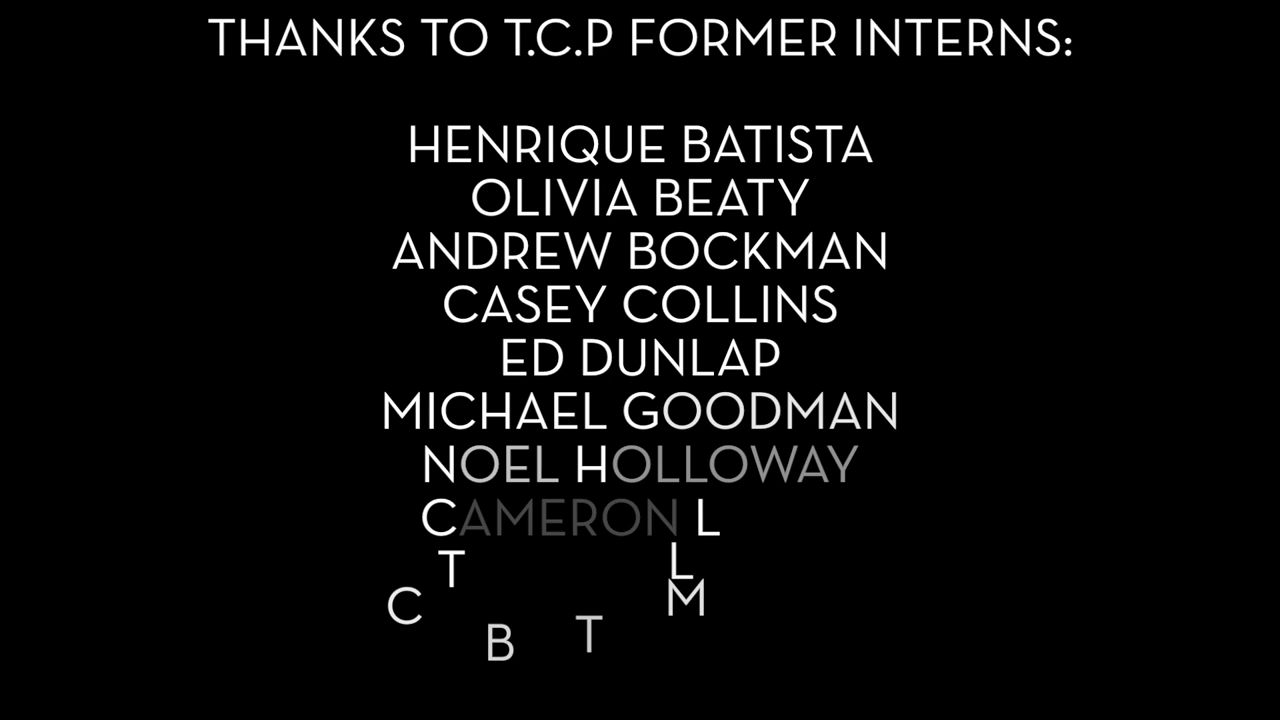 THANKS TO T.C.P FORMER INTERNS:
HENRIQUE BATISTA
OLIVIA BEATY
ANDREW BOCKMAN
CASEY COLLINS
ED DUNLAP
MICHAEL GOODMAN
NOEL HOLLOWAY
CAMERON L
T L
C M
B T